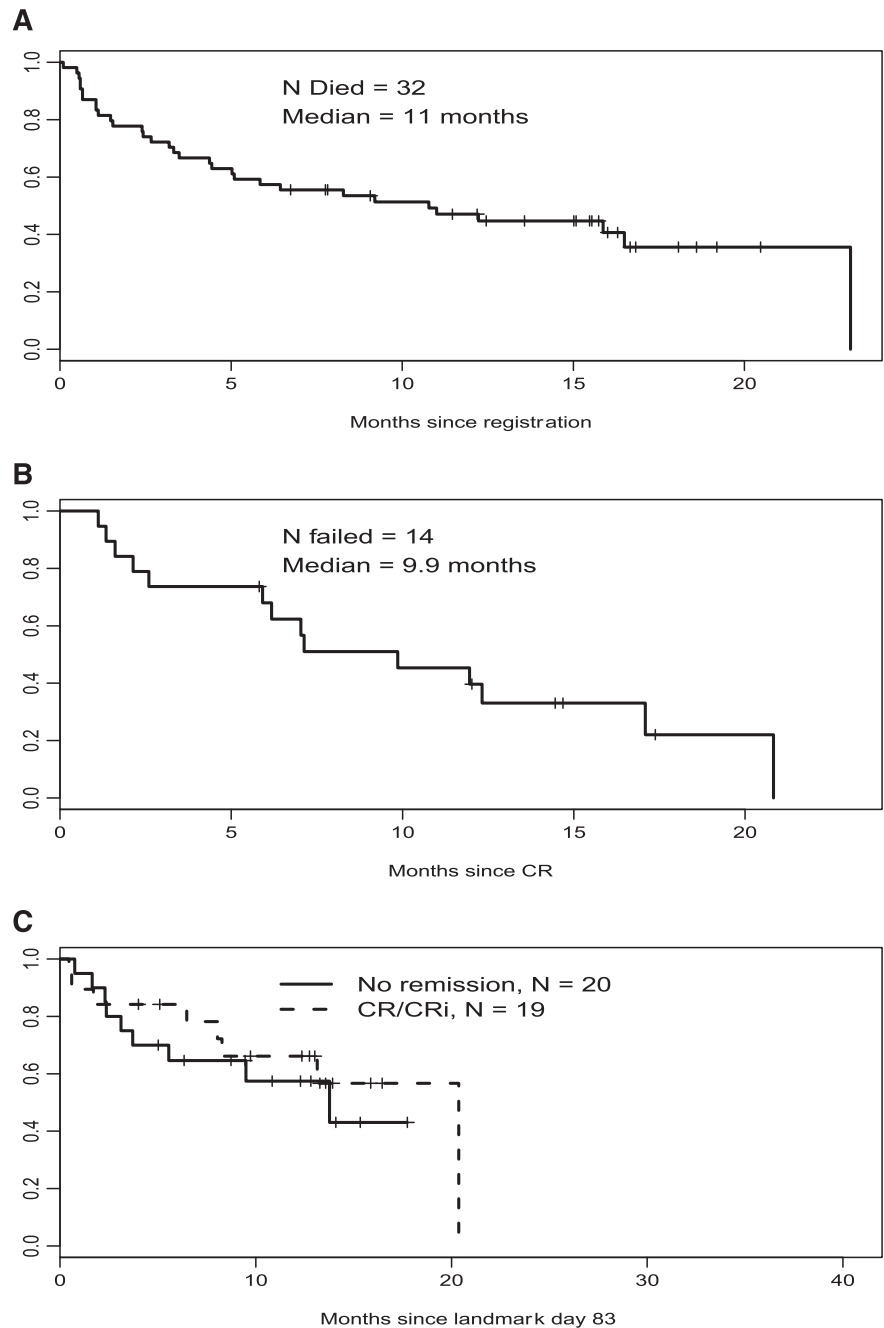 A
1.0
0.8
0.6
0.4
0.2
0.0
N Died = 32
Median = 11 months
0 5 10 15 20
Months since registration
B
1.0
0.8
0.6
0.4
0.2
0.0
N failed = 14
Median = 9.9 months
0 5 10 15 20
Months since CR
C
1.0
0.8
0.6
0.4
0.2
0.0
No remission, N = 20
CR/CRi, N = 19
0 10 20 30 40
Months since landmark day 83